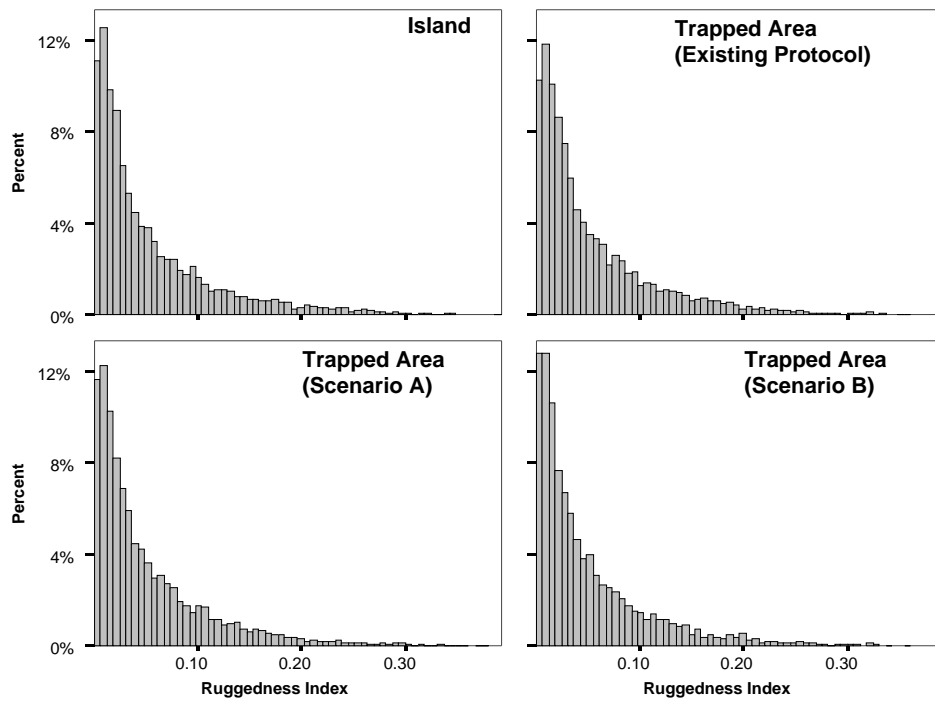 Island
Trapped Area
(Existing Protocol)
12%
8%
4%
0%
Percent
Trapped Area
(Scenario A)
Trapped Area
(Scenario B)
12%
8%
4%
0%
Percent
0.10
0.20
0.30
0.10
0.20
0.30
Ruggedness Index
Ruggedness Index